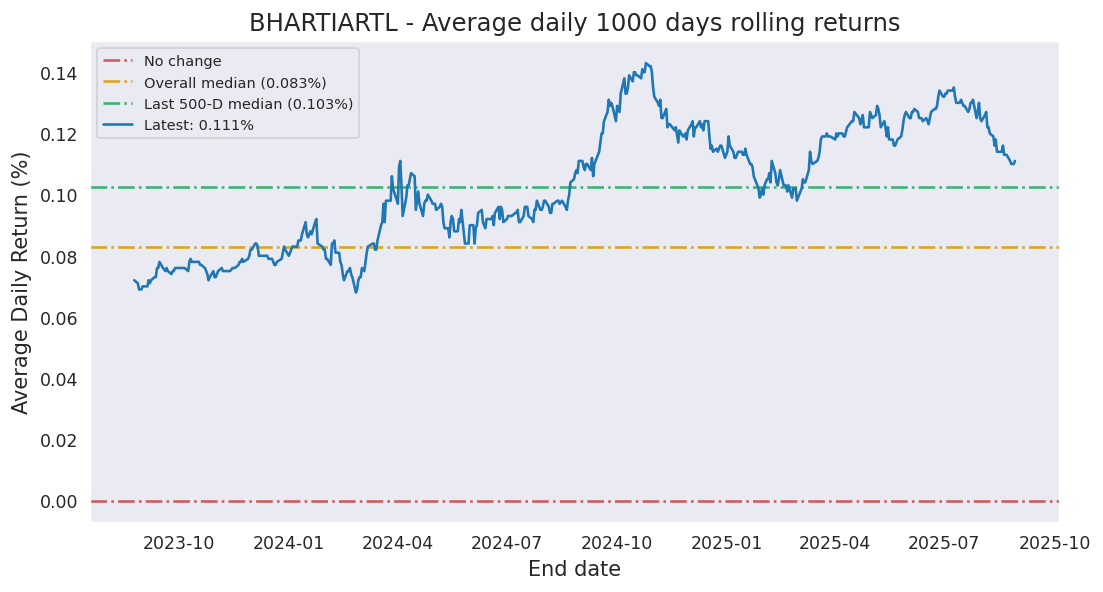 BHARTIARTL - Average daily 1000 days rolling returns
No change
Overall median (0.083%)
Last 500-D median (0.103%)
Latest: 0.111%
Average Daily Return (%)
0.14
0.12
0.10
0.08
0.06
0.04
0.02
0.00
2023-10 2024-01 2024-04 2024-07 2024-10 2025-01 2025-04 2025-07 2025-10
End date